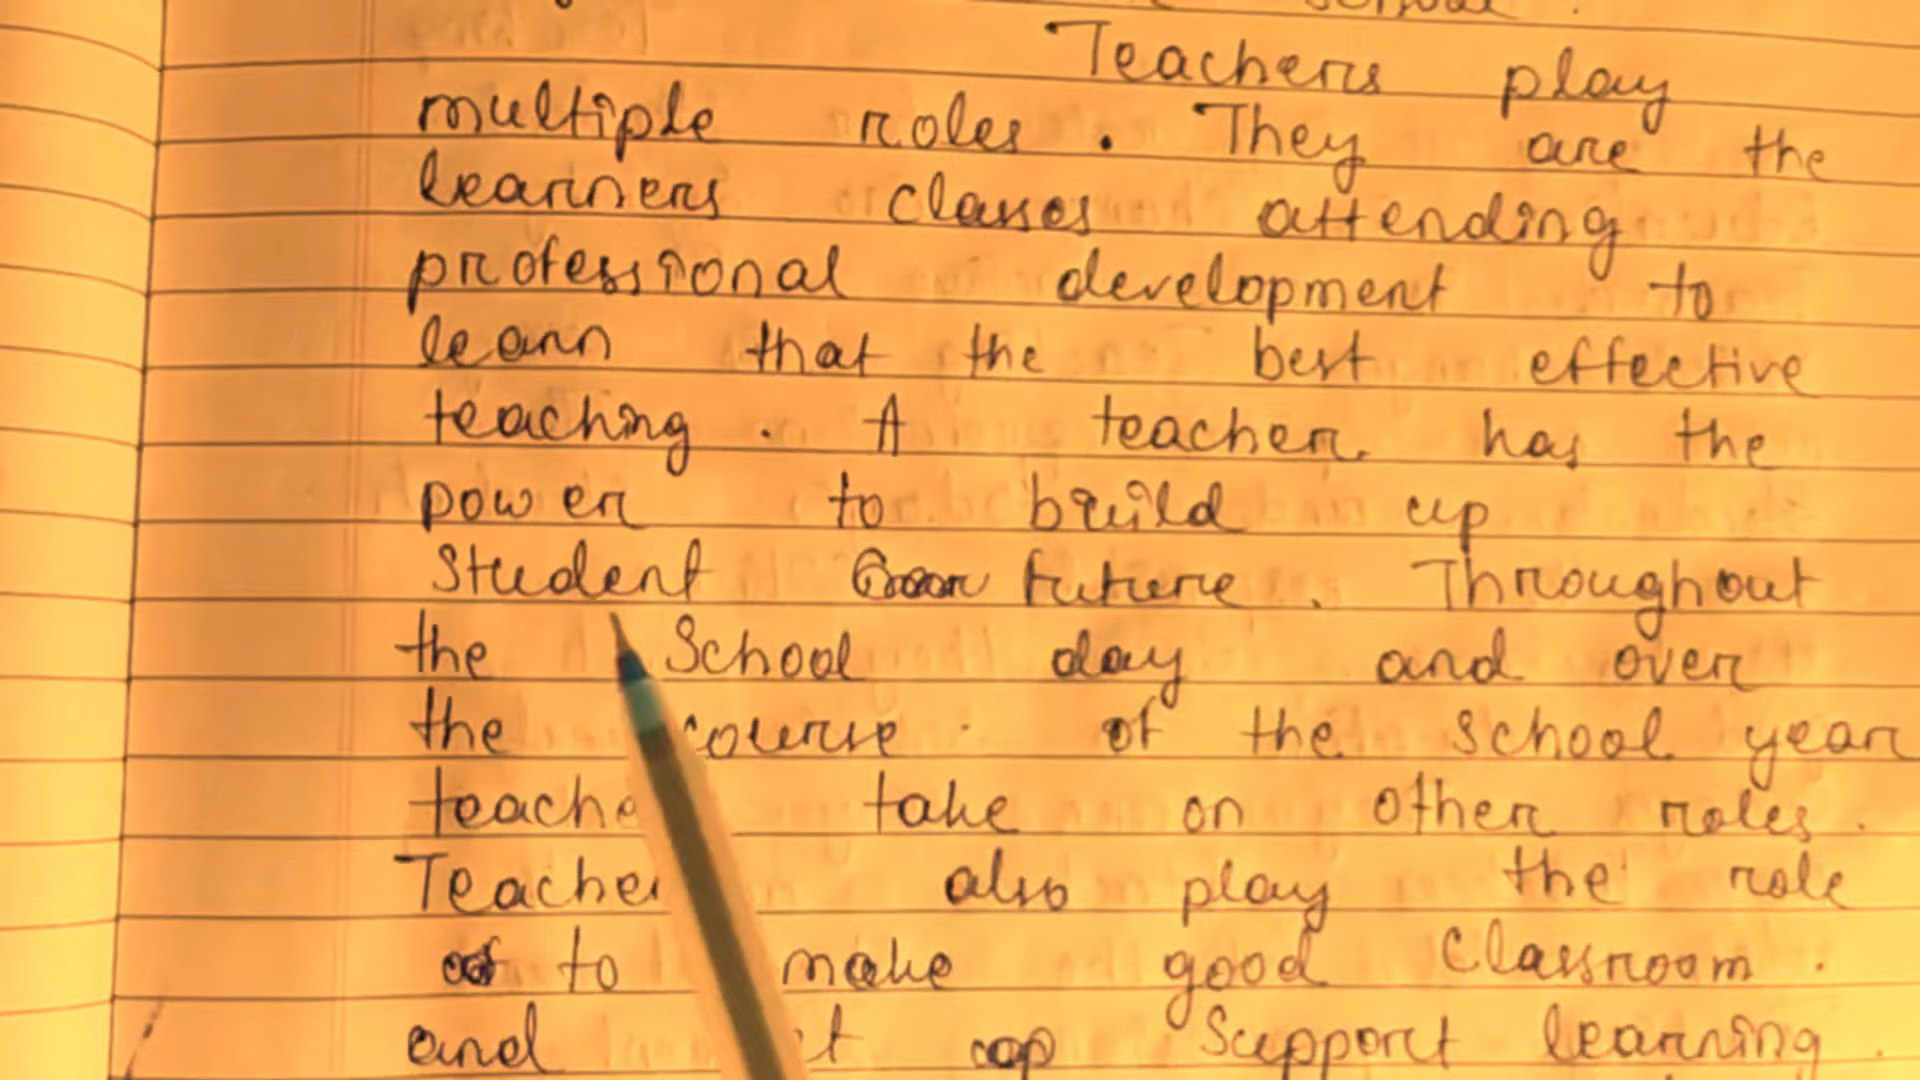 school.
Teachers play
multiple roles. They are the
learners classes attending
professional development to
learn that the best effective
teaching. A teacher has the
power to build up
Student future. Throughout
the School day and over
the course of the school year
take on other roles.
also play the role
to make good classroom.
and Support learning.